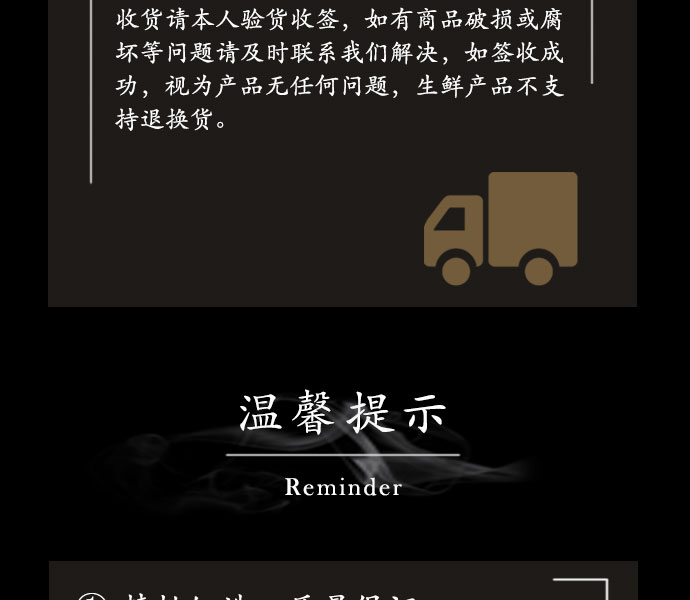 收货请本人验货收签，如有商品破损或腐
坏等问题请及时联系我们解决，如签收成
功，视为产品无任何问题，生鲜产品不支
持退换货。
温馨提示
Reminder